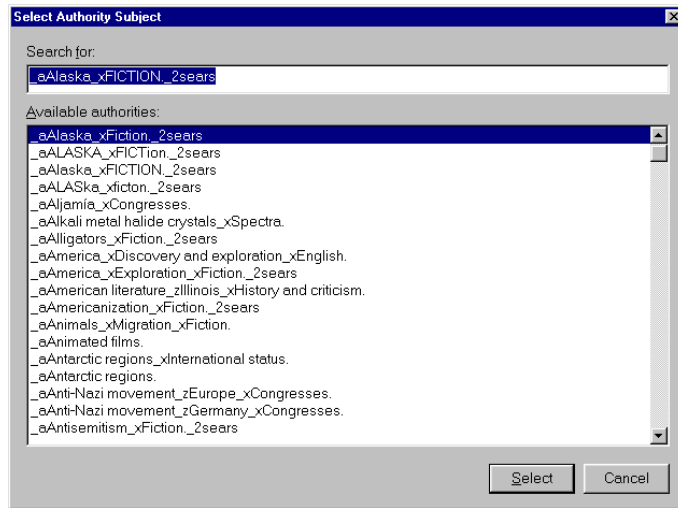 Select Authority Subject
Search for:
_aAlaska_xFICTION._2sears
Available authorities:
_aAlaska_xFiction._2sears
_aALASKA_xFICTion._2sears
_aAlaska_xFICTION._2sears
_aALASka_xficton._2sears
_aAljamía_xCongresses.
_aAlkali metal halide crystals_xSpectra.
_aAlligators_xFiction._2sears
_aAmerica_xDiscovery and exploration_xEnglish.
_aAmerica_xExploration_xFiction._2sears
_aAmerican literature_zIllinois_xHistory and criticism.
_aAmericanization_xFiction._2sears
_aAnimals_xMigration_xFiction.
_aAnimated films.
_aAntarctic regions_xInternational status.
_aAntarctic regions.
_aAnti-Nazi movement_zEurope_xCongresses.
_aAnti-Nazi movement_zGermany_xCongresses.
_aAntisemitism_xFiction._2sears
Select Cancel